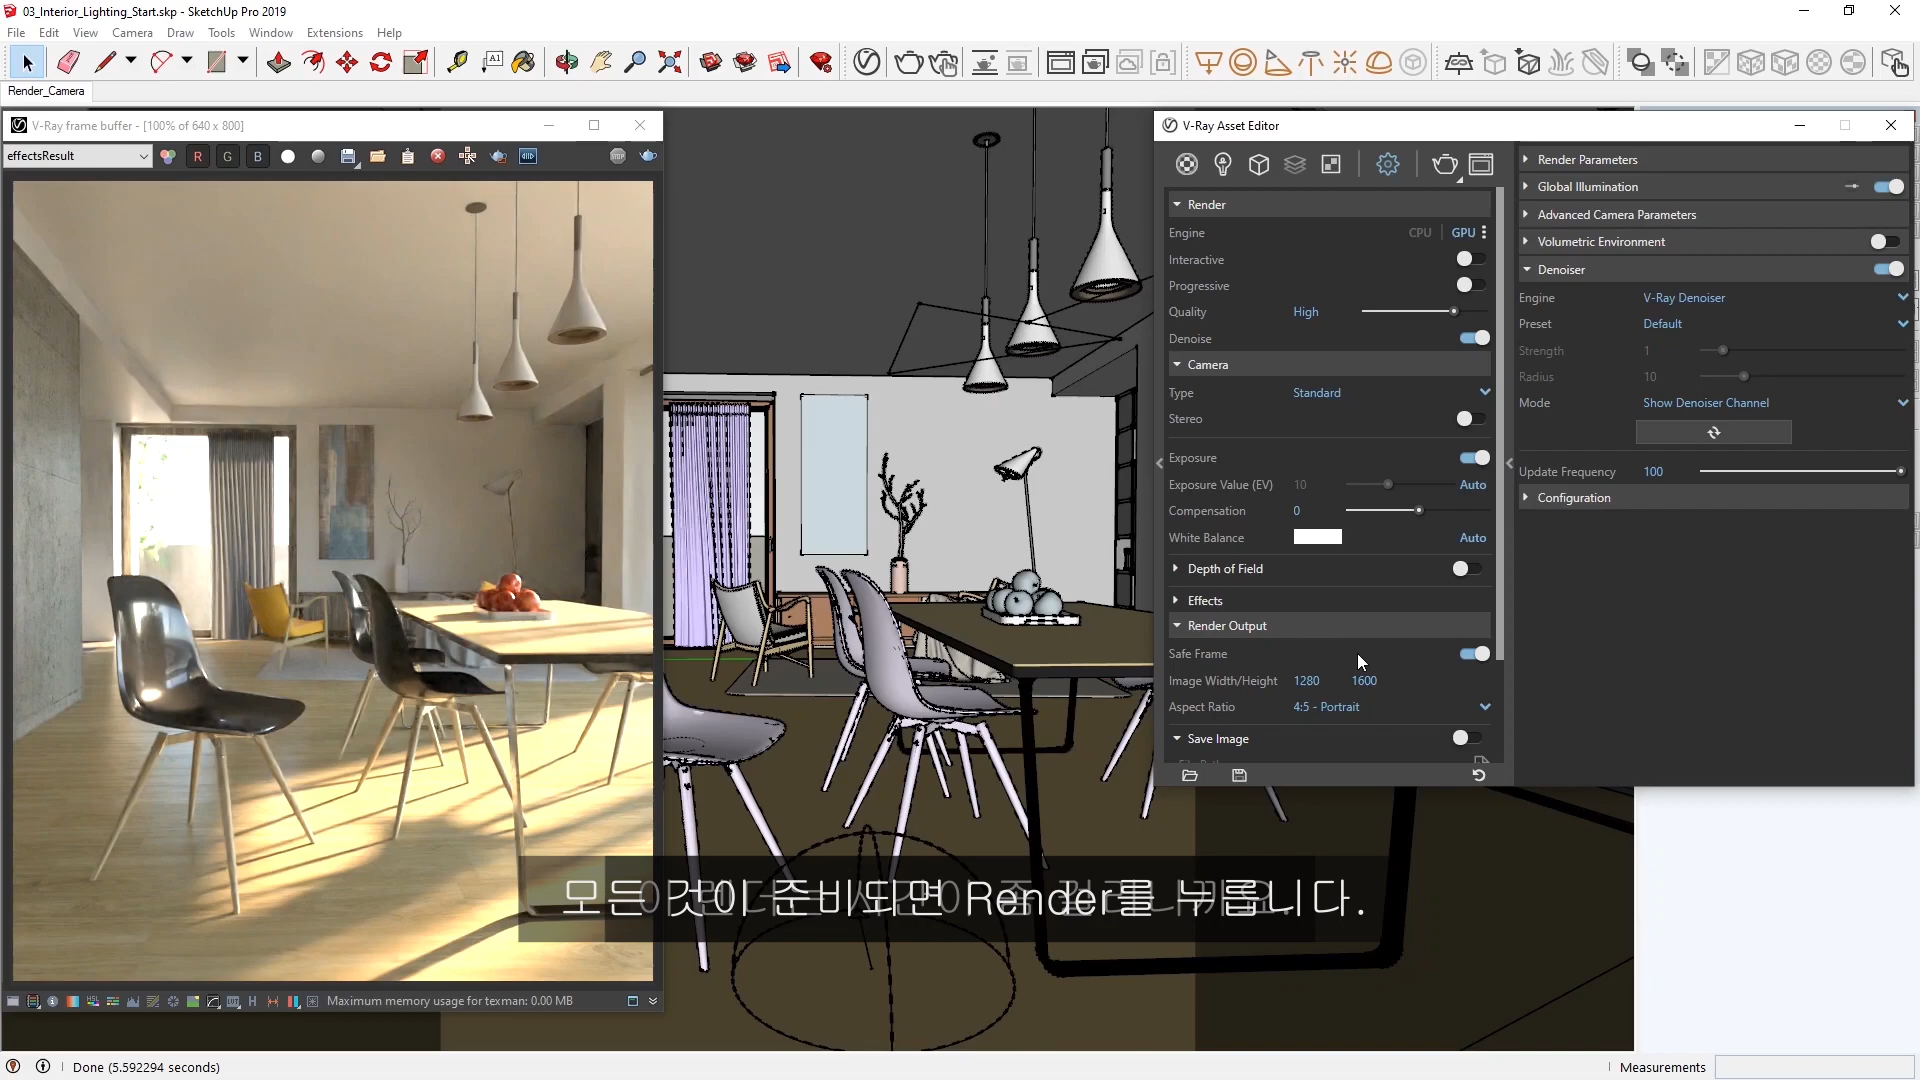 03_Interior_Lighting_Start.skp - SketchUp Pro 2019
File Edit View Camera Draw Tools Window Extensions Help
A1
Render_Camera
V-Ray frame buffer - [100% of 640 x 800]
effectsResult
R G B
STOP
V-Ray Asset Editor
Render
Engine CPU GPU
Interactive
Progressive
Quality High
Denoise
Camera
Type Standard
Stereo
Exposure
Exposure Value (EV) 10 Auto
Compensation 0
White Balance Auto
Depth of Field
Effects
Render Output
Safe Frame
Image Width/Height 1280 1600
Aspect Ratio 4:5 - Portrait
Save Image
Render Parameters
Global Illumination
Advanced Camera Parameters
Volumetric Environment
Denoiser
Engine V-Ray Denoiser
Preset Default
Strength 1
Radius 10
Mode Show Denoiser Channel
Update Frequency 100
Configuration
모든것이 준비되면 Render를 누릅니다.
HSL
H
Maximum memory usage for texman: 0.00 MB
Done (5.592294 seconds)
Measurements